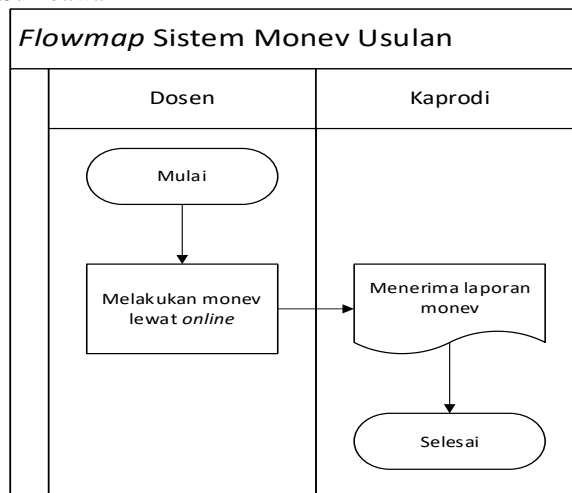 Flowmap Sistem Monev Usulan
Dosen
Kaprodi
Mulai
Melakukan monev
lewat online
Menerima laporan
monev
Selesai